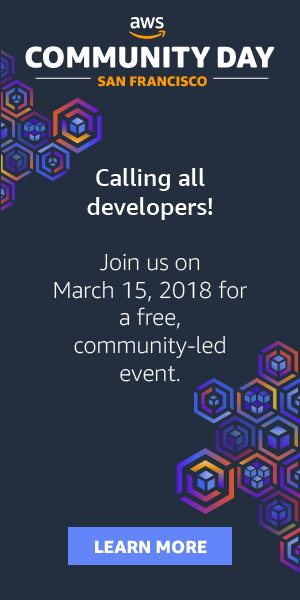 aws
COMMUNITY DAY
SAN FRANCISCO
Calling all
developers!
Join us on
March 15, 2018 for
a free,
community-led
event.
LEARN MORE